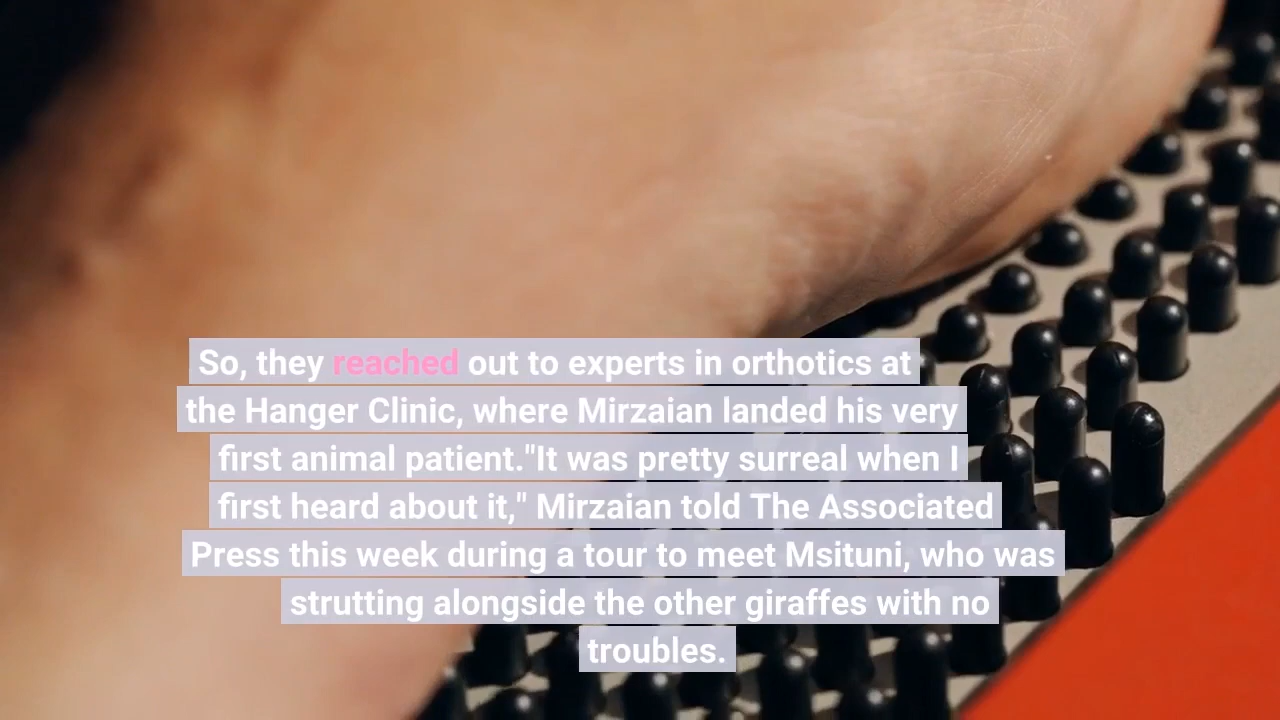 So, they reached out to experts in orthotics at
the Hanger Clinic, where Mirzaian landed his very
first animal patient."It was pretty surreal when I
first heard about it," Mirzaian told The Associated
Press this week during a tour to meet Msituni, who was
strutting alongside the other giraffes with no
troubles.